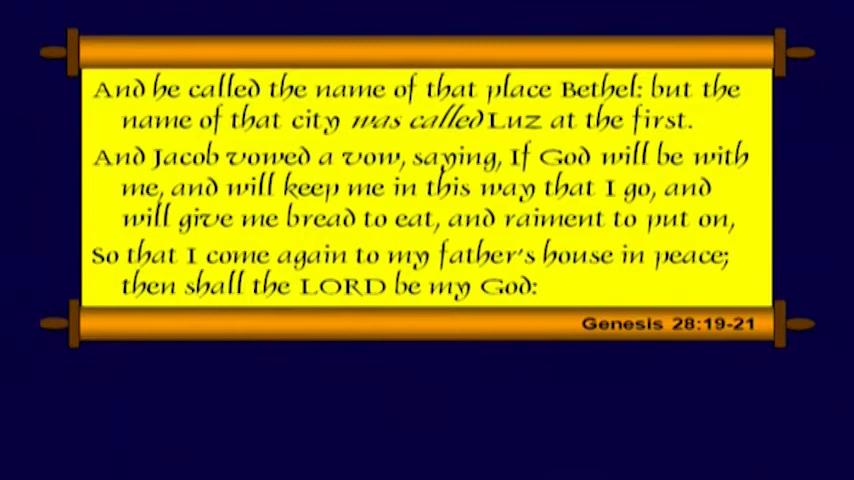 And he called the name of that place Bethel: but the
name of that city was called Luz at the first.
And Jacob vowed a vow, saying, If God will be with
me, and will keep me in this way that I go, and
will give me bread to eat, and raiment to put on,
So that I come again to my father's house in peace;
then shall the LORD be my God:
Genesis 28:19-21